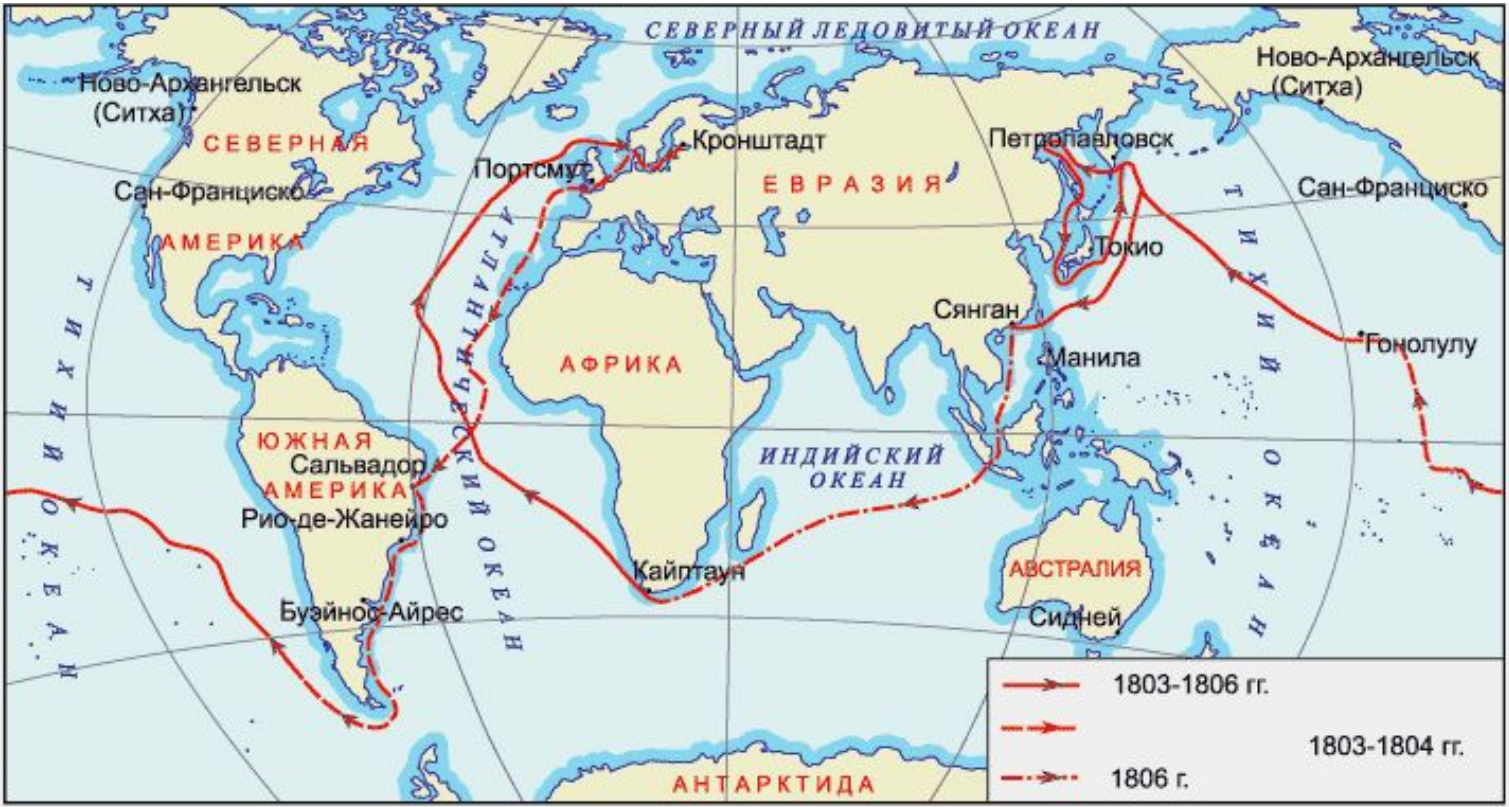 СЕВЕРНЫЙ ЛЕДОВИТЫЙ ОКЕАН
Ново-Архангельск
(Ситха)
Ново-Архангельск
(Ситха)
СЕВЕРНАЯ
АМЕРИКА
Сан-Франциско
Портсмут
Кронштадт
ЕВРАЗИЯ
Петропавловск
Сан-Франциско
Токио
Сянган
Манила
Гонолулу
ТИХИЙ ОКЕАН
АТЛАНТИЧЕСКИЙ ОКЕАН
АФРИКА
ТИХИЙ ОКЕАН
ЮЖНАЯ
АМЕРИКА
Сальвадор
Рио-де-Жанейро
Буэйнос-Айрес
ИНДИЙСКИЙ
ОКЕАН
Кайптаун
АВСТРАЛИЯ
Сидней
АНТАРКТИДА
1803-1806 гг.
1803-1804 гг.
1806 г.